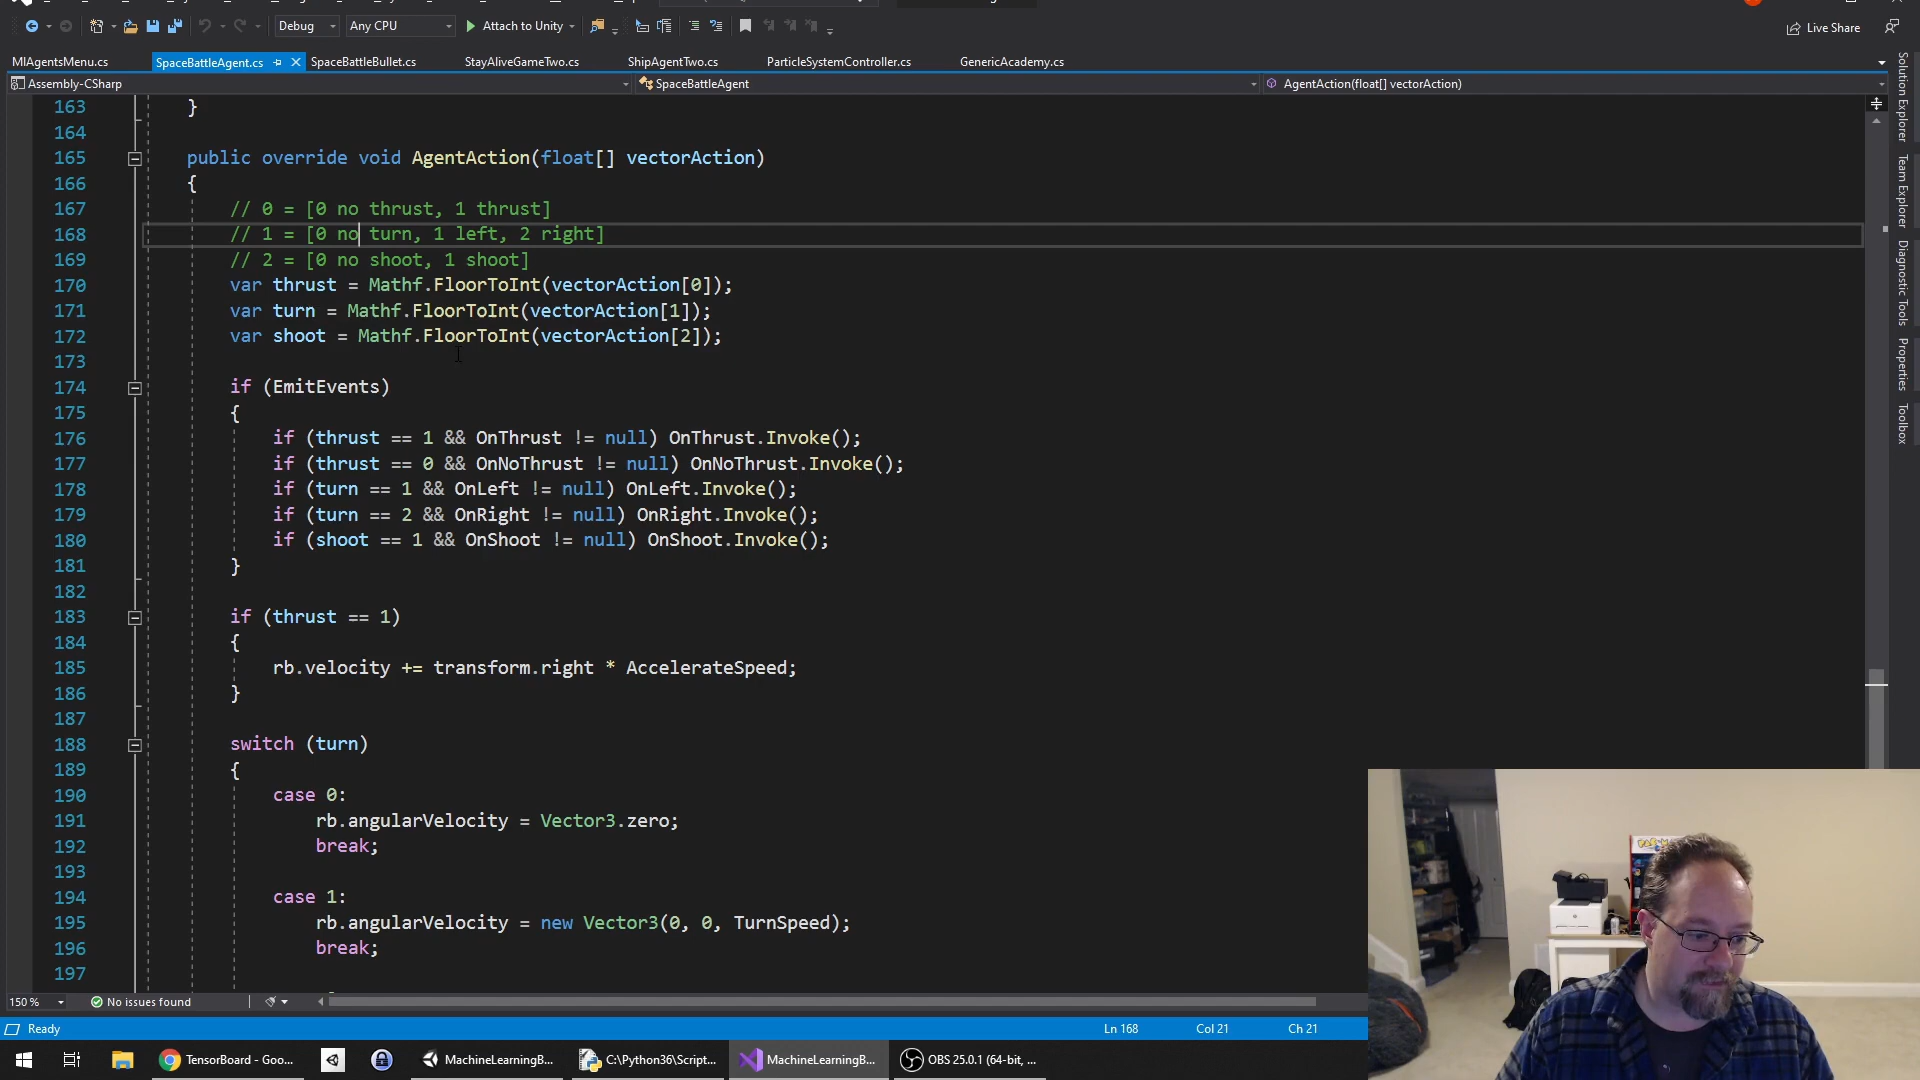 Debug
Any CPU
Attach to Unity
Live Share
MlAgentsMenu.cs
SpaceBattleAgent.cs
SpaceBattleBullet.cs
StayAliveGameTwo.cs
ShipAgentTwo.cs
ParticleSystemController.cs
GenericAcademy.cs
Assembly-CSharp
SpaceBattleAgent
AgentAction(float[] vectorAction)
163 }
164
165 public override void AgentAction(float[] vectorAction)
166 {
167 // 0 = [0 no thrust, 1 thrust]
168 // 1 = [0 no turn, 1 left, 2 right]
169 // 2 = [0 no shoot, 1 shoot]
170 var thrust = Mathf.FloorToInt(vectorAction[0]);
171 var turn = Mathf.FloorToInt(vectorAction[1]);
172 var shoot = Mathf.FloorToInt(vectorAction[2]);
173
174 if (EmitEvents)
175 {
176 if (thrust == 1 && OnThrust != null) OnThrust.Invoke();
177 if (thrust == 0 && OnNoThrust != null) OnNoThrust.Invoke();
178 if (turn == 1 && OnLeft != null) OnLeft.Invoke();
179 if (turn == 2 && OnRight != null) OnRight.Invoke();
180 if (shoot == 1 && OnShoot != null) OnShoot.Invoke();
181 }
182
183 if (thrust == 1)
184 {
185 rb.velocity += transform.right * AccelerateSpeed;
186 }
187
188 switch (turn)
189 {
190 case 0:
191 rb.angularVelocity = Vector3.zero;
192 break;
193
194 case 1:
195 rb.angularVelocity = new Vector3(0, 0, TurnSpeed);
196 break;
197
Solution Explorer
Team Explorer
Diagnostic Tools
Properties
Toolbox
150 %
No issues found
Ready
Ln 168
Col 21
Ch 21
TensorBoard - Goo...
MachineLearningB...
C:\Python36\Script...
MachineLearningB...
OBS 25.0.1 (64-bit, ...